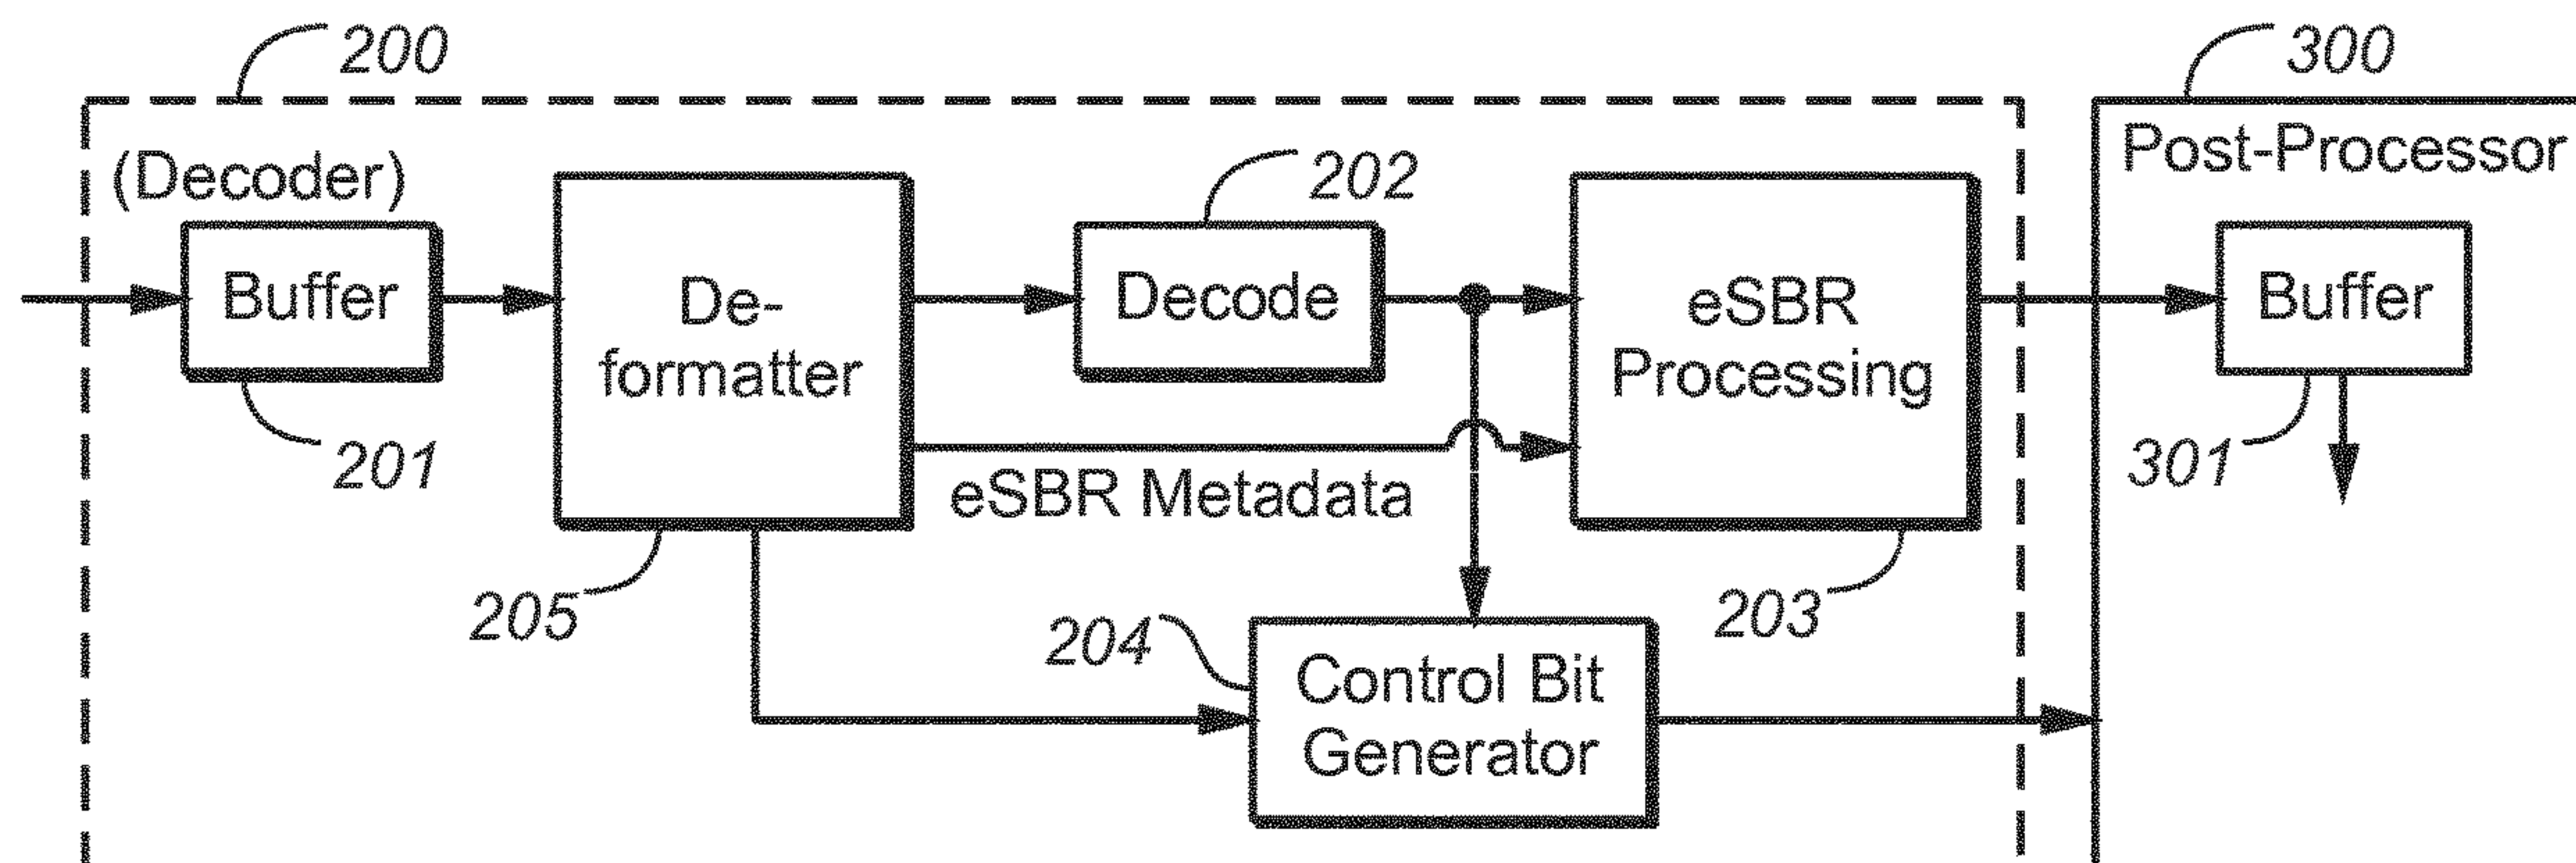 200
300
(Decoder)
Post-Processor
202
Buffer
De-
formatter
Decode
eSBR
Processing
Buffer
201
eSBR Metadata
301
205
204
203
Control Bit
Generator